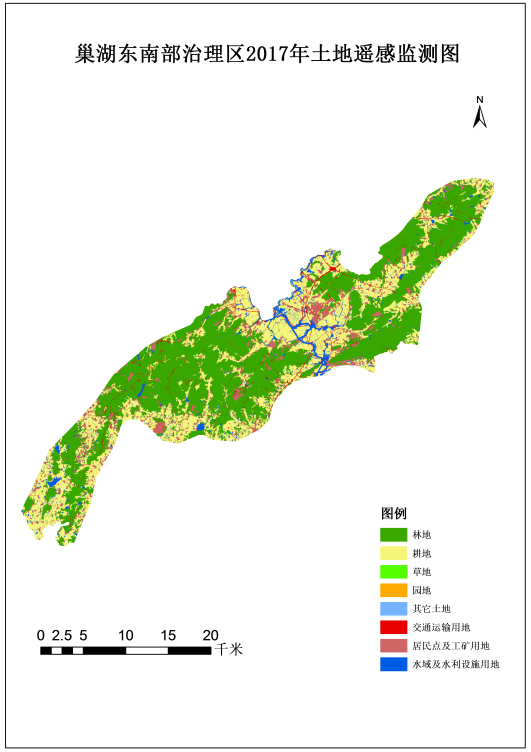 巢湖东南部治理区2017年土地遥感监测图
N
图例
林地
耕地
草地
园地
其它土地
交通运输用地
居民点及工矿用地
水域及水利设施用地
0 2.5 5 10 15 20
千米